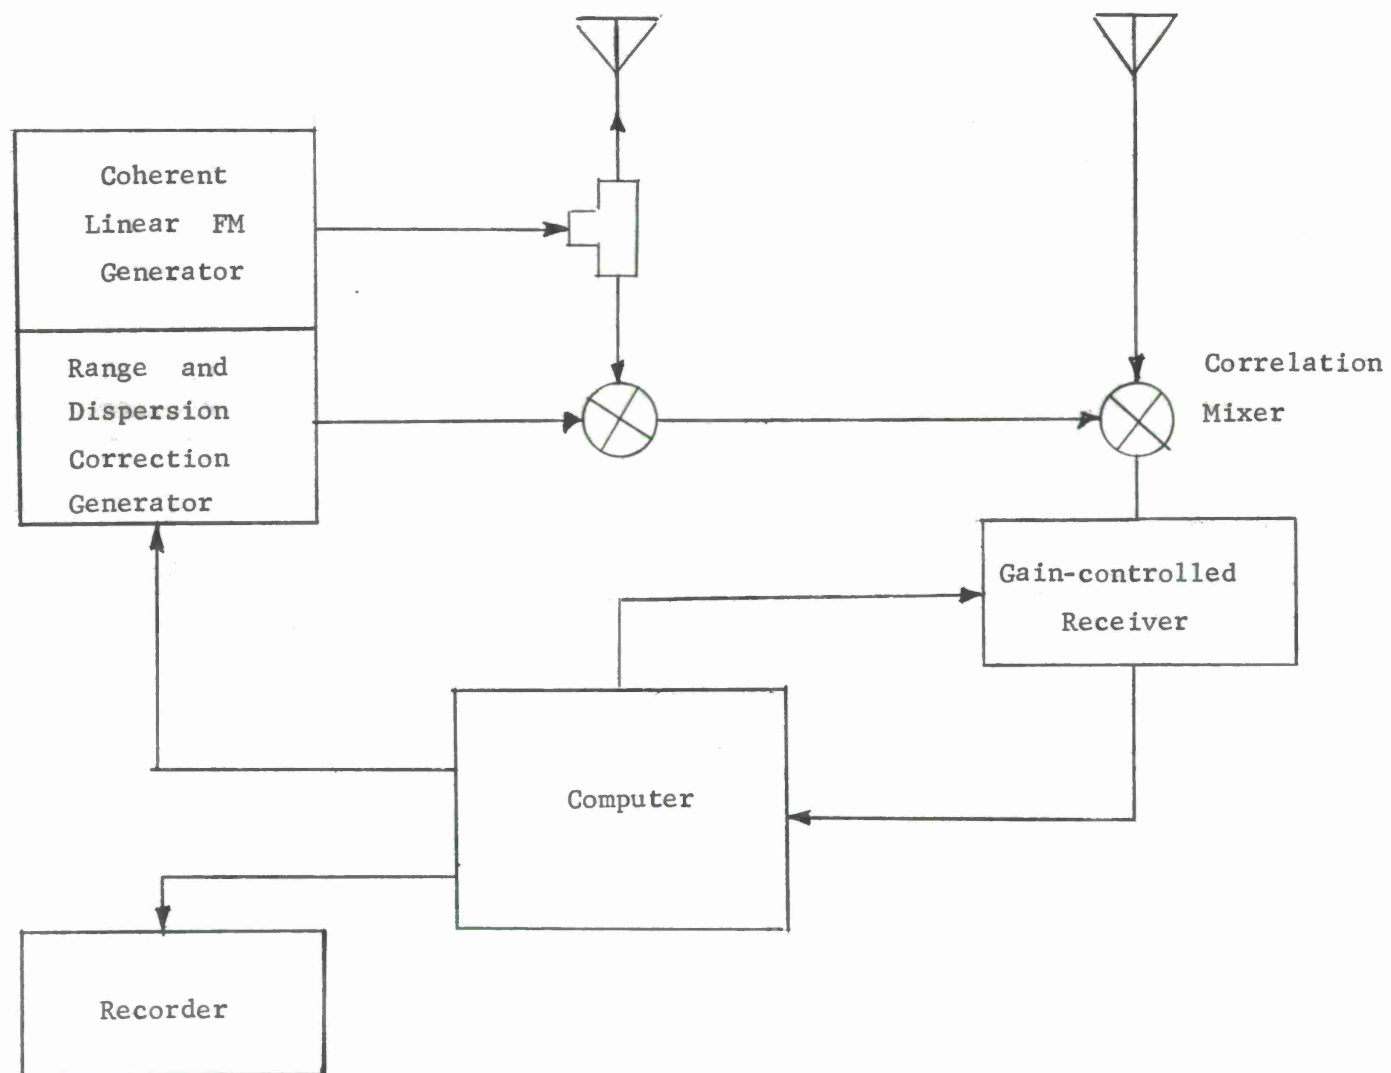 Coherent
Linear FM
Generator
Range and
Dispersion
Correction
Generator
Correlation
Mixer
Gain-controlled
Receiver
Computer
Recorder